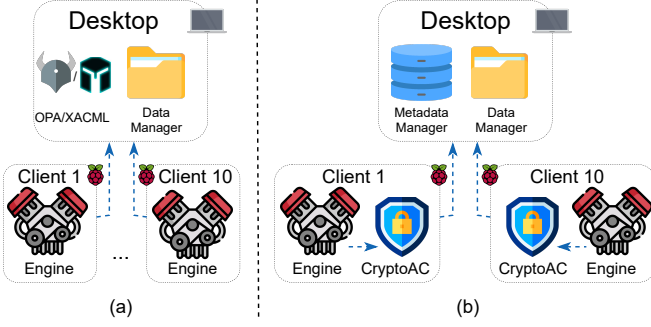 Desktop
OPA/XACML
Data
Manager
Client 1
Client 10
Engine
...
Engine
(a)
Desktop
Metadata
Manager
Data
Manager
Client 1
Client 10
Engine
CryptoAC
CryptoAC
Engine
(b)